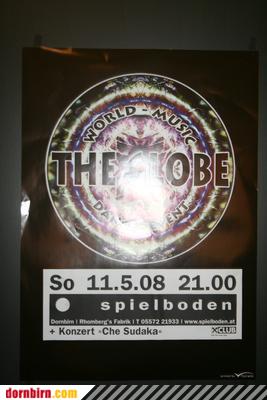 WORLD - MUSIC
THE GLOBE
DANCE EVENT
So 11.5.08 21.00
spielboden
Dornbirn | Rhomberg's Fabrik | T 05572 21933 | www.spielboden.at
+ Konzert »Che Sudaka«
CLUB
dornbirn.com